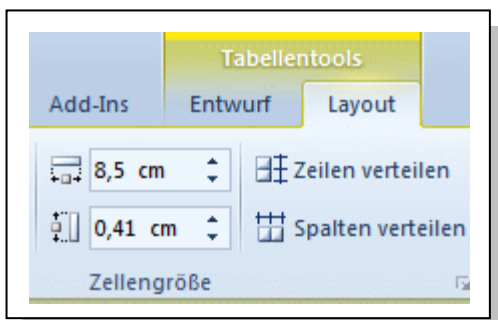 Tabellentools
Add-Ins Entwurf Layout
8,5 cm Zeilen verteilen
0,41 cm Spalten verteilen
Zellengröße